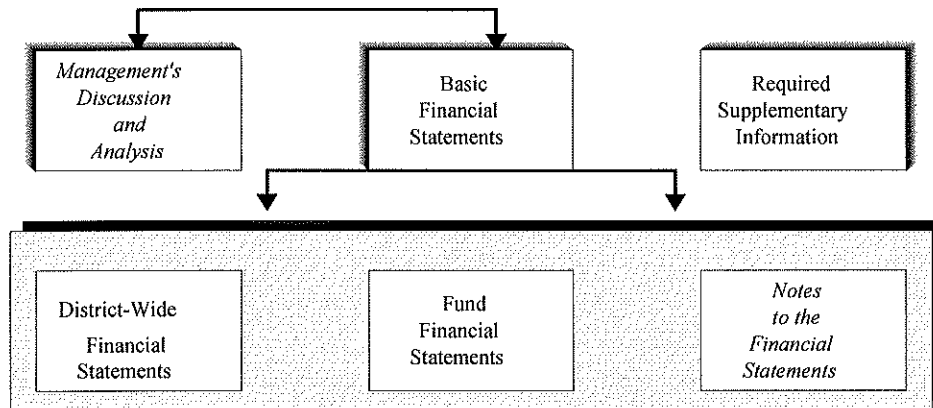 Management's
Discussion
and
Analysis
Basic
Financial
Statements
Required
Supplementary
Information
District-Wide
Financial
Statements
Fund
Financial
Statements
Notes
to the
Financial
Statements